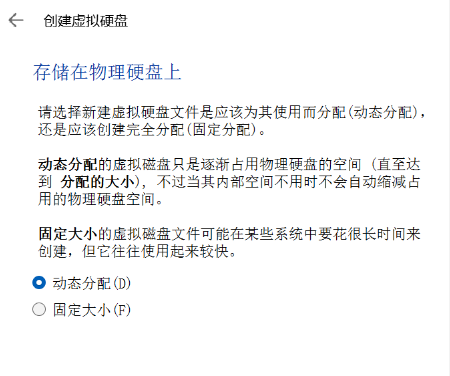 创建虚拟硬盘
存储在物理硬盘上
请选择新建虚拟硬盘文件是应该为其使用而分配(动态分配)，
还是应该创建完全分配(固定分配)。
动态分配的虚拟磁盘只是逐渐占用物理硬盘的空间 (直至达
到 分配的大小)，不过当其内部空间不用时不会自动缩减占
用的物理硬盘空间。
固定大小的虚拟磁盘文件可能在某些系统中要花很长时间来
创建，但它往往使用起来较快。
动态分配(D)
固定大小(F)